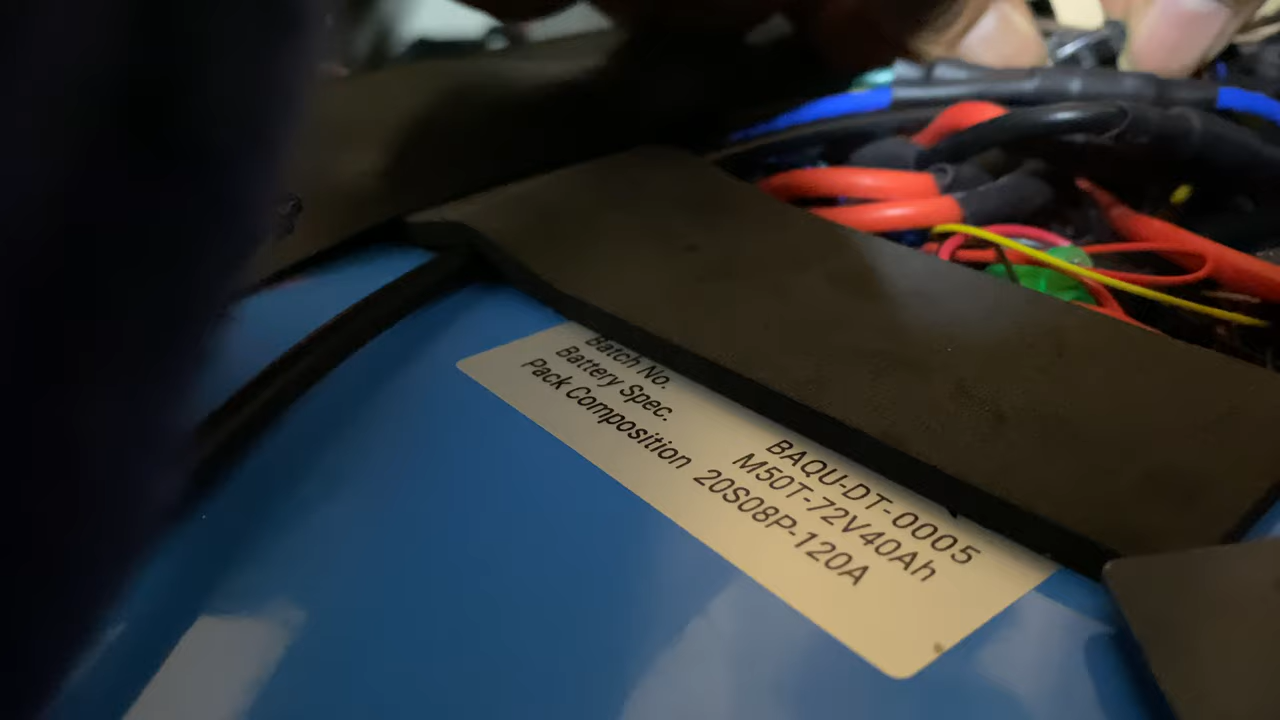 Batch No. BAQU-DT-0005
Battery Spec. M50T-72V40Ah
Pack Composition 20S08P-120A